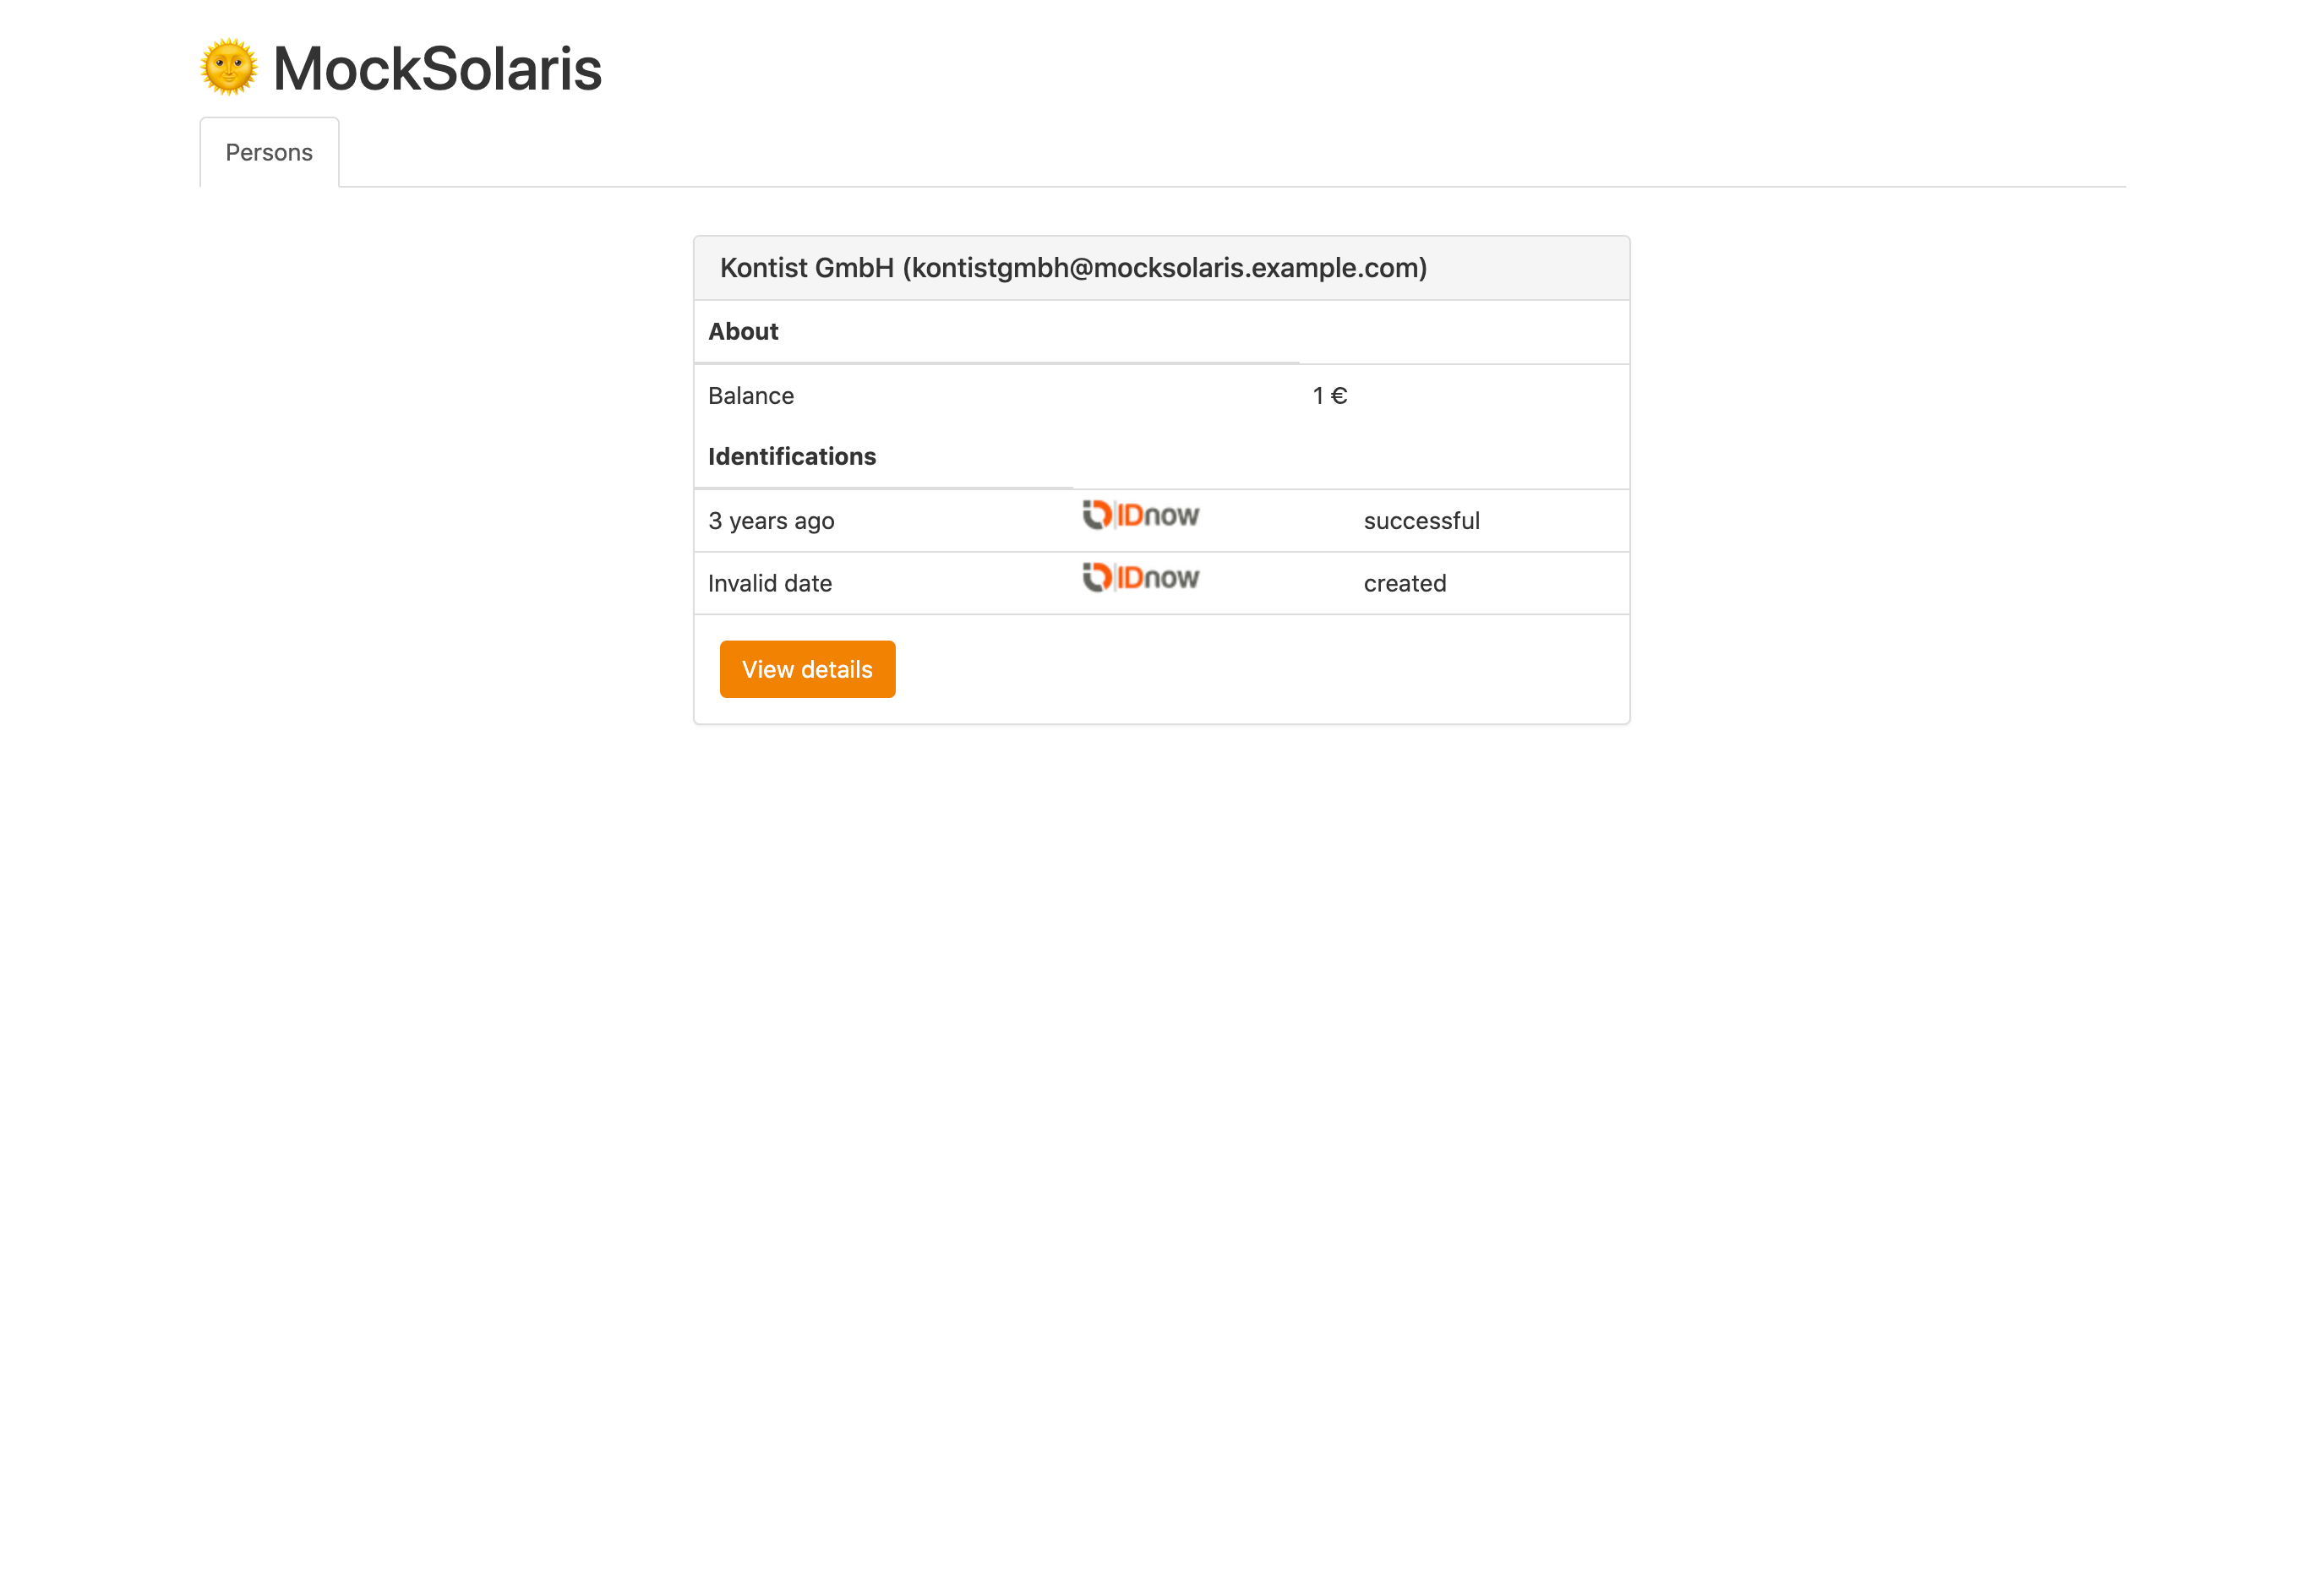 MockSolaris
Persons
Kontist GmbH (kontistgmbh@mocksolaris.example.com)
About
Balance 1 €
Identifications
3 years ago IDnow successful
Invalid date IDnow created
View details